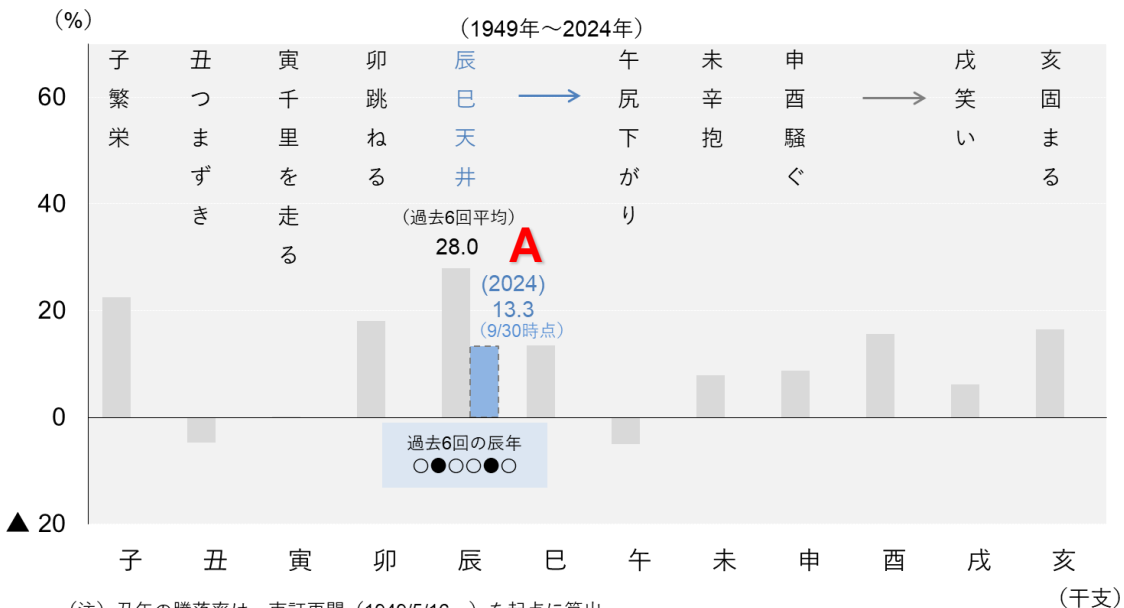 (%)
(1949年~2024年)
子繁栄
丑つまずき
寅千里を走る
卯跳ねる
辰巳天井
午尻下がり
未辛抱
申酉騒ぐ
戌笑い
亥固まる
60
40
20
0
▲ 20
(過去6回平均)
28.0
A
(2024)
13.3
(9/30時点)
過去6回の辰年
○●○○●○
子 丑 寅 卯 辰 巳 午 未 申 酉 戌 亥
(干支)